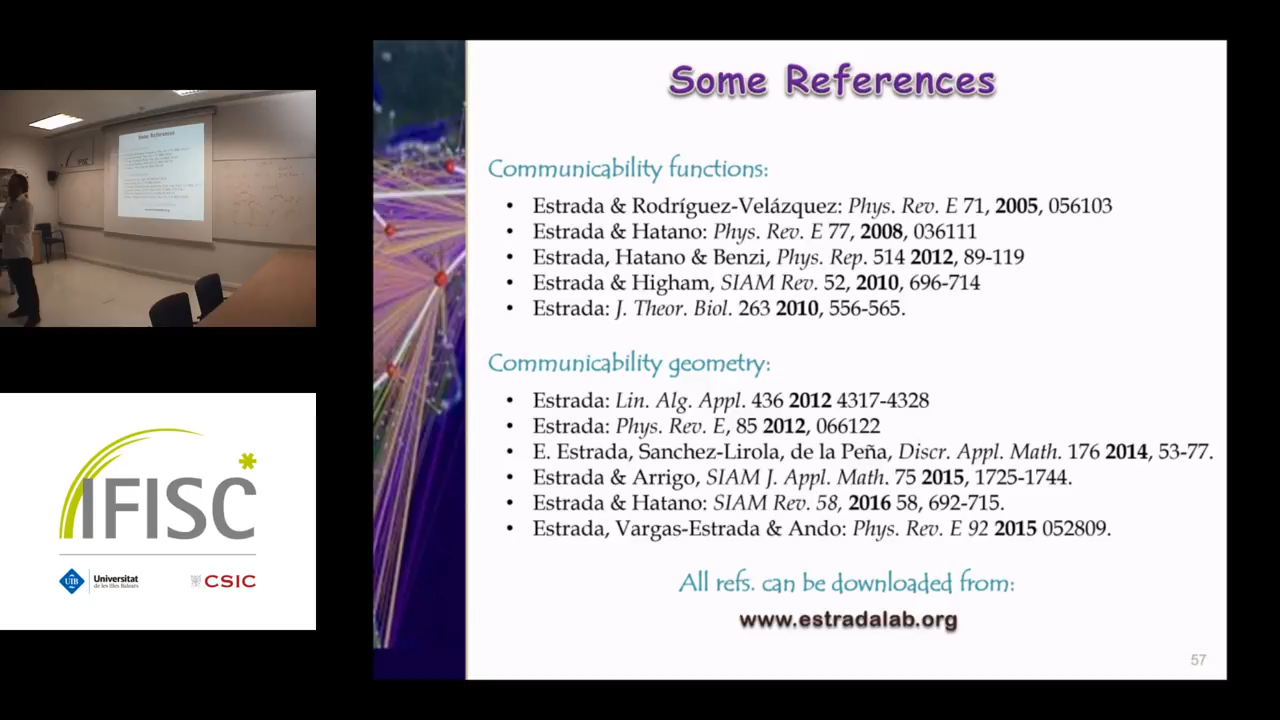 Some References
Communicability functions:
• Estrada & Rodríguez-Velázquez: Phys. Rev. E 71, 2005, 056103
• Estrada & Hatano: Phys. Rev. E 77, 2008, 036111
• Estrada, Hatano & Benzi, Phys. Rep. 514 2012, 89-119
• Estrada & Higham, SIAM Rev. 52, 2010, 696-714
• Estrada: J. Theor. Biol. 263 2010, 556-565.
Communicability geometry:
• Estrada: Lin. Alg. Appl. 436 2012 4317-4328
• Estrada: Phys. Rev. E, 85 2012, 066122
• E. Estrada, Sanchez-Lirola, de la Peña, Discr. Appl. Math. 176 2014, 53-77.
• Estrada & Arrigo, SIAM J. Appl. Math. 75 2015, 1725-1744.
• Estrada & Hatano: SIAM Rev. 58, 2016 58, 692-715.
• Estrada, Vargas-Estrada & Ando: Phys. Rev. E 92 2015 052809.
All refs. can be downloaded from:
www.estradalab.org
57
Some References
IFISC
IFISC
UIB
Universitat
de les Illes Balears
CSIC